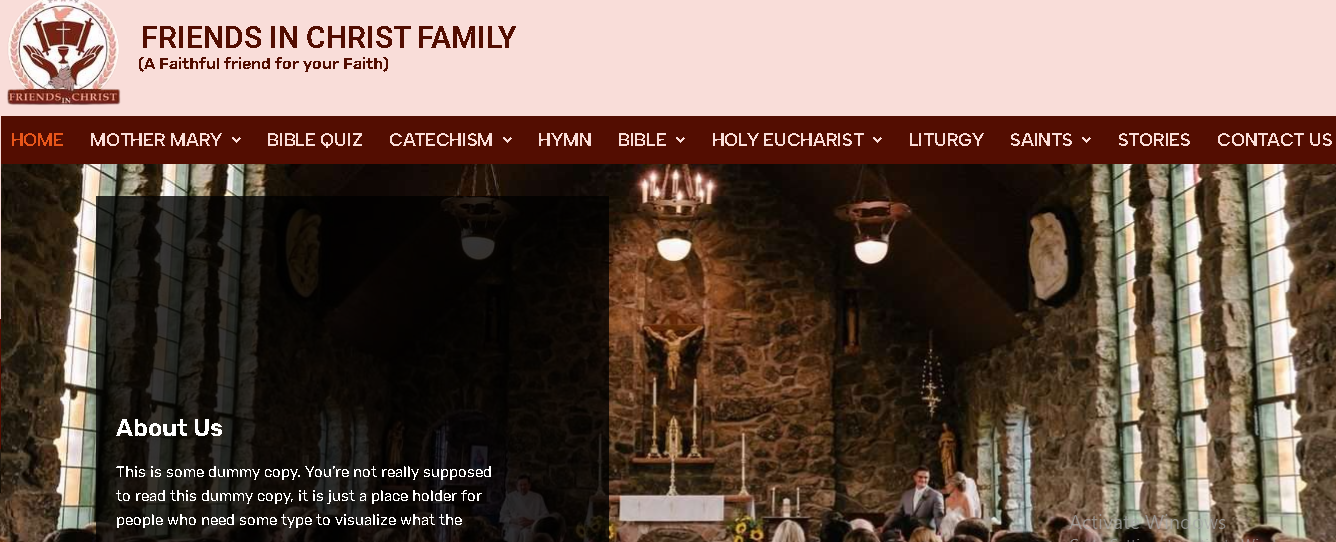 FRIENDS IN CHRIST FAMILY
(A Faithful friend for your Faith)
FRIENDS IN CHRIST
HOME MOTHER MARY BIBLE QUIZ CATECHISM HYMN BIBLE HOLY EUCHARIST LITURGY SAINTS STORIES CONTACT US
About Us
This is some dummy copy. You're not really supposed
to read this dummy copy, it is just a place holder for
people who need some type to visualize what the
Activate Windows